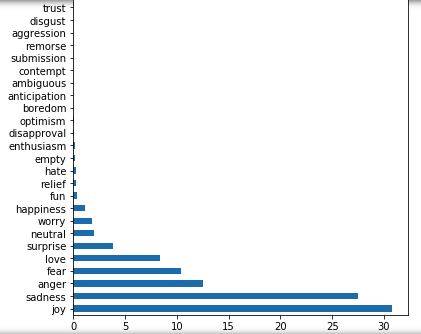 trust
disgust
aggression
remorse
submission
contempt
ambiguous
anticipation
boredom
optimism
disapproval
enthusiasm
empty
hate
relief
fun
happiness
worry
neutral
surprise
love
fear
anger
sadness
joy
0 5 10 15 20 25 30